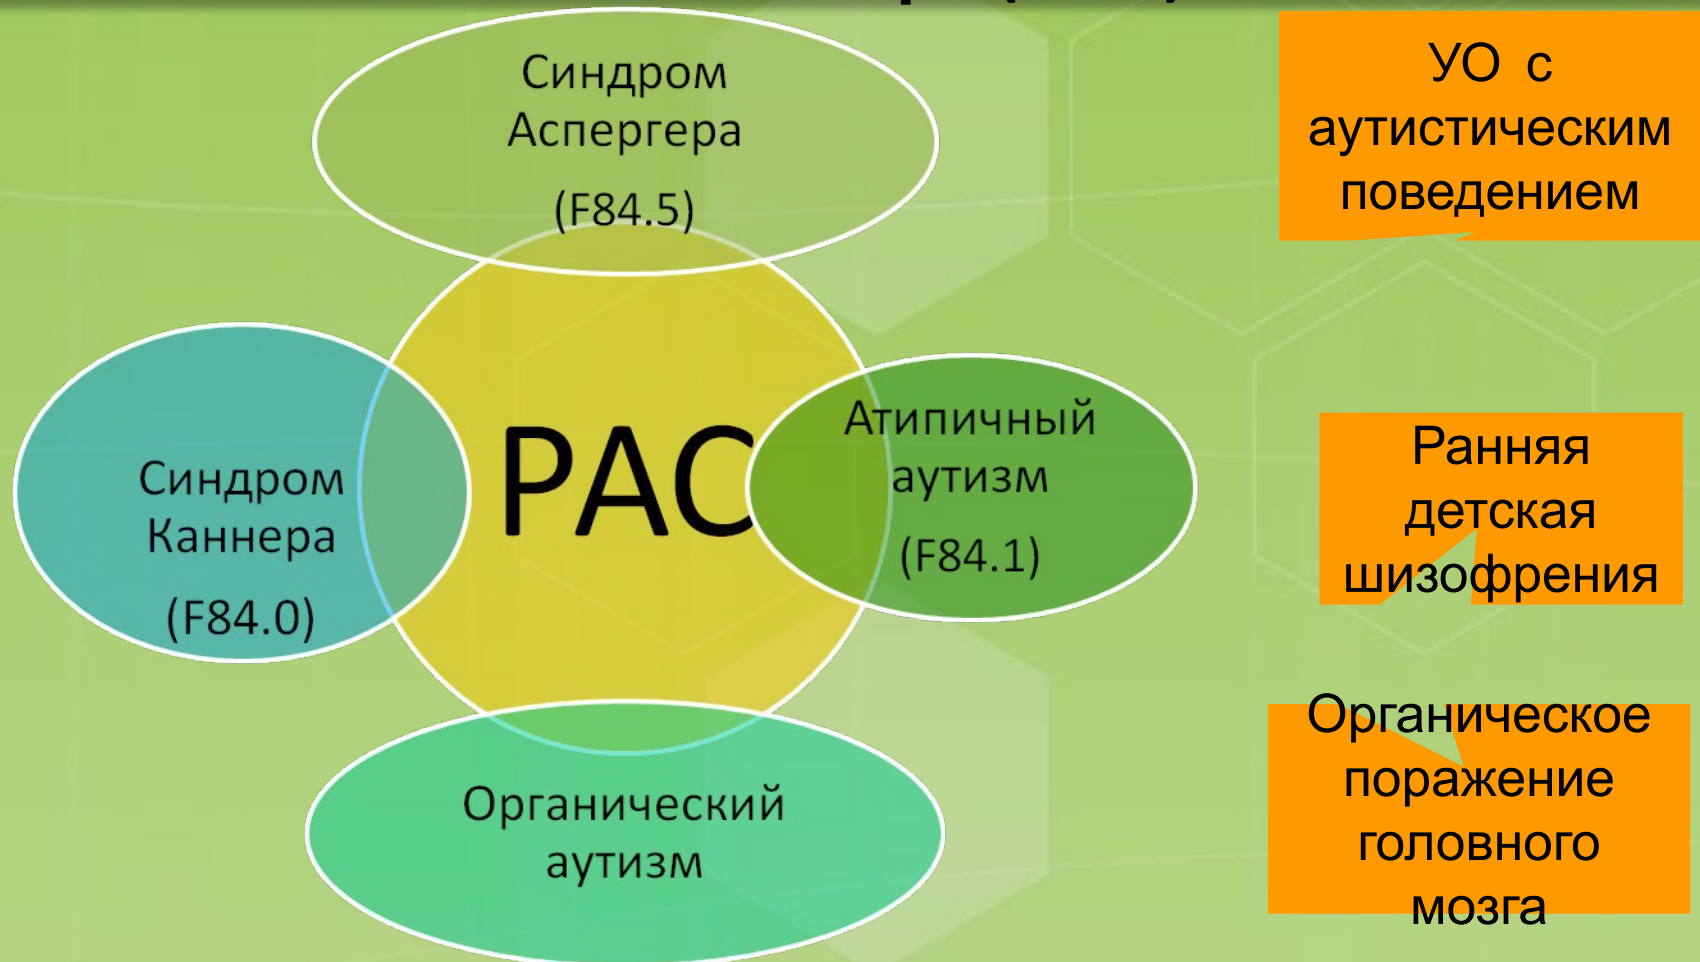 Синдром
Аспергера
(F84.5)
УО с
аутистическим
поведением
Синдром
Каннера
(F84.0)
РАС
Атипичный
аутизм
(F84.1)
Ранняя
детская
шизофрения
Органический
аутизм
Органическое
поражение
головного
мозга